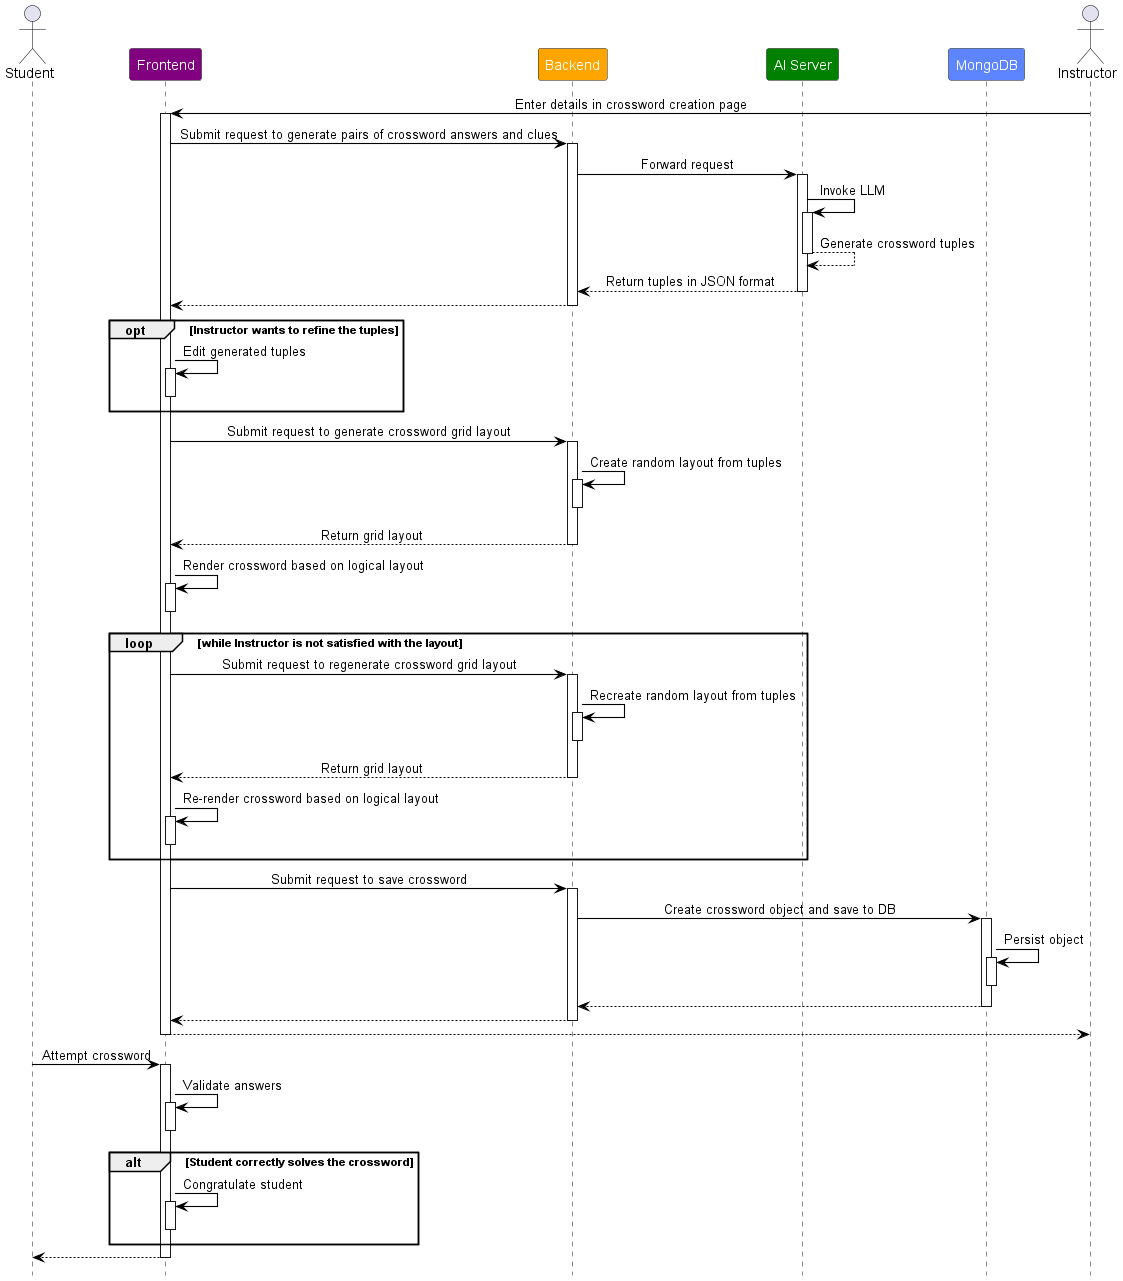 Student
Frontend
Backend
AI Server
MongoDB
Instructor
Enter details in crossword creation page
Submit request to generate pairs of crossword answers and clues
Forward request
Invoke LLM
Generate crossword tuples
Return tuples in JSON format
opt
[Instructor wants to refine the tuples]
Edit generated tuples
Submit request to generate crossword grid layout
Create random layout from tuples
Return grid layout
Render crossword based on logical layout
loop
[while Instructor is not satisfied with the layout]
Submit request to regenerate crossword grid layout
Recreate random layout from tuples
Return grid layout
Re-render crossword based on logical layout
Submit request to save crossword
Create crossword object and save to DB
Persist object
Attempt crossword
Validate answers
alt
[Student correctly solves the crossword]
Congratulate student